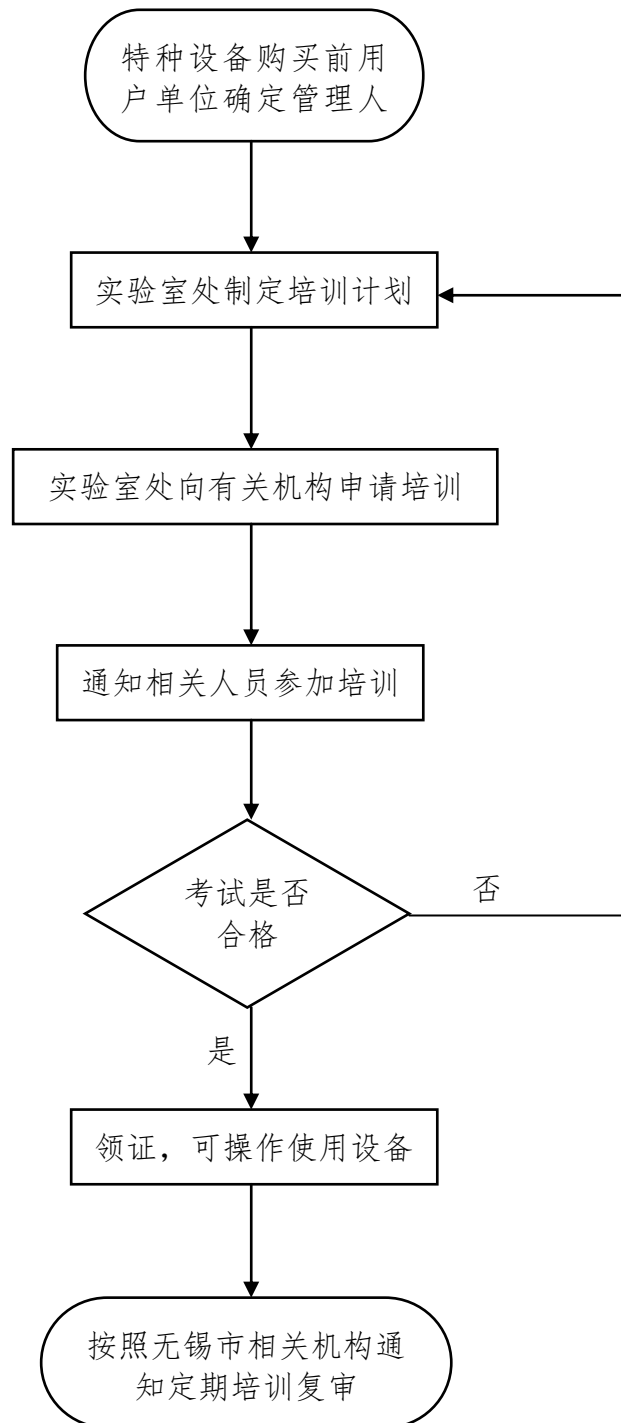 特种设备购买前用
户单位确定管理人
实验室处制定培训计划
实验室处向有关机构申请培训
通知相关人员参加培训
考试是否
合格
否
是
领证，可操作使用设备
按照无锡市相关机构通
知定期培训复审